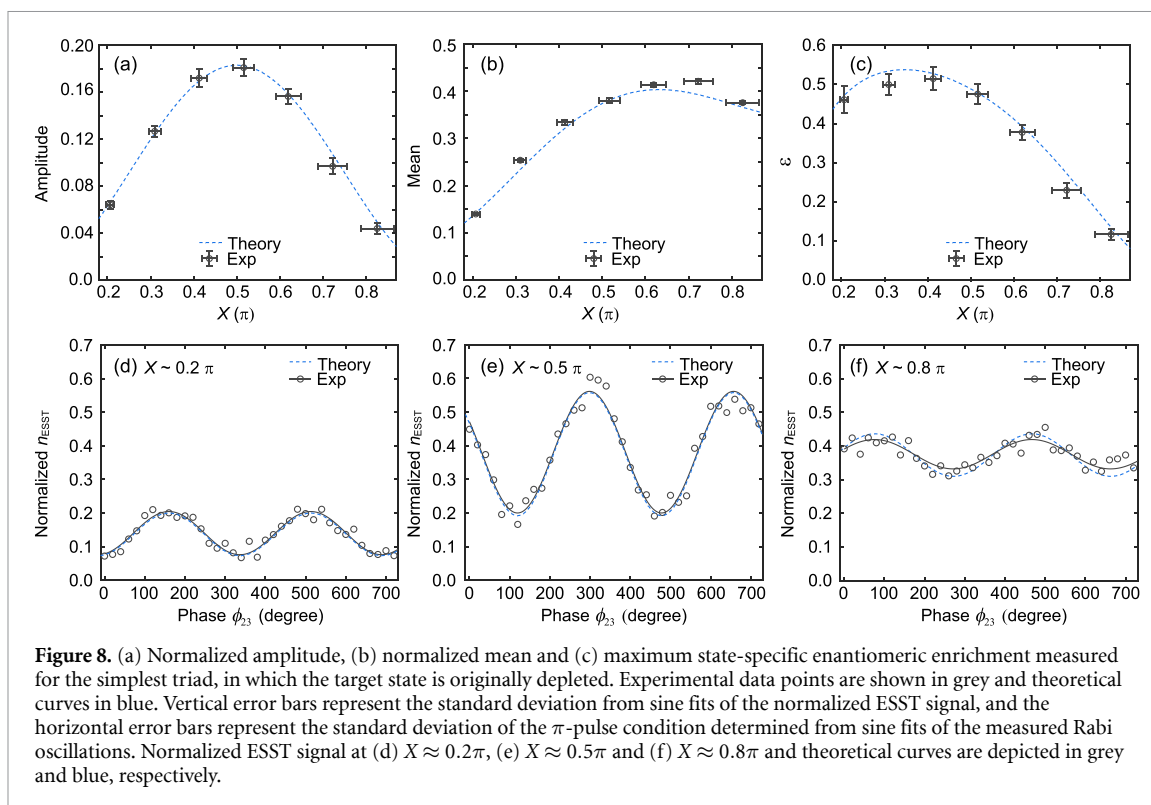 (a)
Amplitude
0.20
0.16
0.12
0.08
0.04
0.0
0.2 0.3 0.4 0.5 0.6 0.7 0.8
X (π)
Theory
Exp
(b)
Mean
0.5
0.4
0.3
0.2
0.1
0.0
0.2 0.3 0.4 0.5 0.6 0.7 0.8
X (π)
Theory
Exp
(c)
ε
0.6
0.5
0.4
0.3
0.2
0.1
0.0
0.2 0.3 0.4 0.5 0.6 0.7 0.8
X (π)
Theory
Exp
(d) X ~ 0.2 π
Theory
Exp
Normalized nESST
0.7
0.6
0.5
0.4
0.3
0.2
0.1
0.0
0 100 200 300 400 500 600 700
Phase ϕ23 (degree)
(e) X ~ 0.5 π
Theory
Exp
Normalized nESST
0.7
0.6
0.5
0.4
0.3
0.2
0.1
0.0
0 100 200 300 400 500 600 700
Phase ϕ23 (degree)
(f) X ~ 0.8 π
Theory
Exp
Normalized nESST
0.7
0.6
0.5
0.4
0.3
0.2
0.1
0.0
0 100 200 300 400 500 600 700
Phase ϕ23 (degree)
Figure 8. (a) Normalized amplitude, (b) normalized mean and (c) maximum state-specific enantiomeric enrichment measured
for the simplest triad, in which the target state is originally depleted. Experimental data points are shown in grey and theoretical
curves in blue. Vertical error bars represent the standard deviation from sine fits of the normalized ESST signal, and the
horizontal error bars represent the standard deviation of the π-pulse condition determined from sine fits of the measured Rabi
oscillations. Normalized ESST signal at (d) X ≈ 0.2π, (e) X ≈ 0.5π and (f) X ≈ 0.8π and theoretical curves are depicted in grey
and blue, respectively.